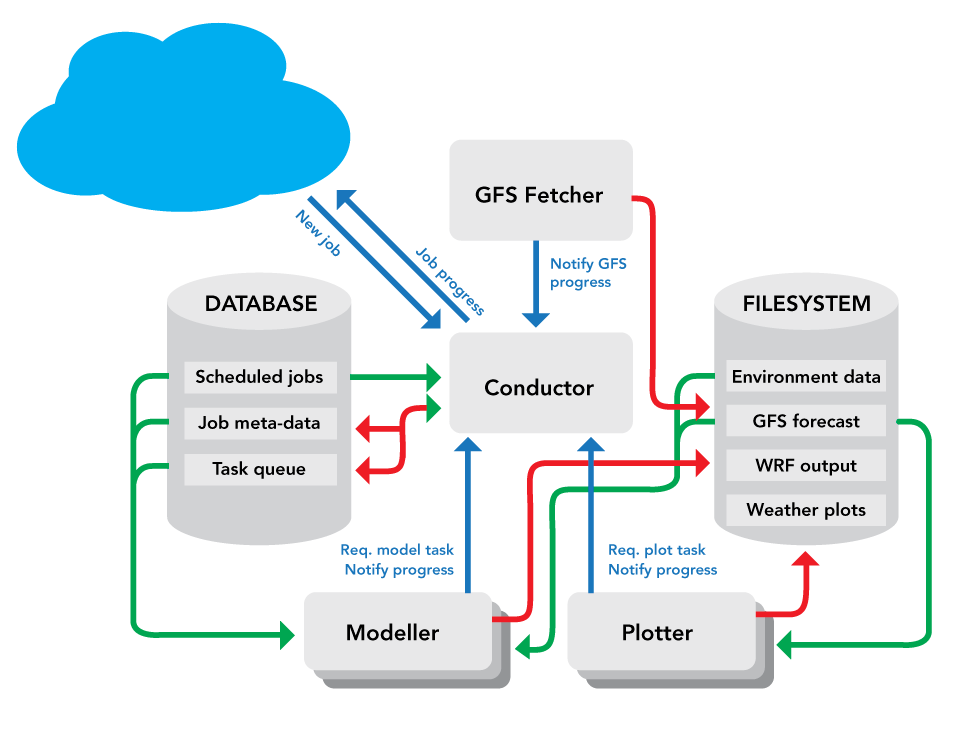 GFS Fetcher
New job
Job progress
Notify GFS
progress
DATABASE
Scheduled jobs
Job meta-data
Task queue
Conductor
FILESYSTEM
Environment data
GFS forecast
WRF output
Weather plots
Req. model task
Notify progress
Req. plot task
Notify progress
Modeller
Plotter